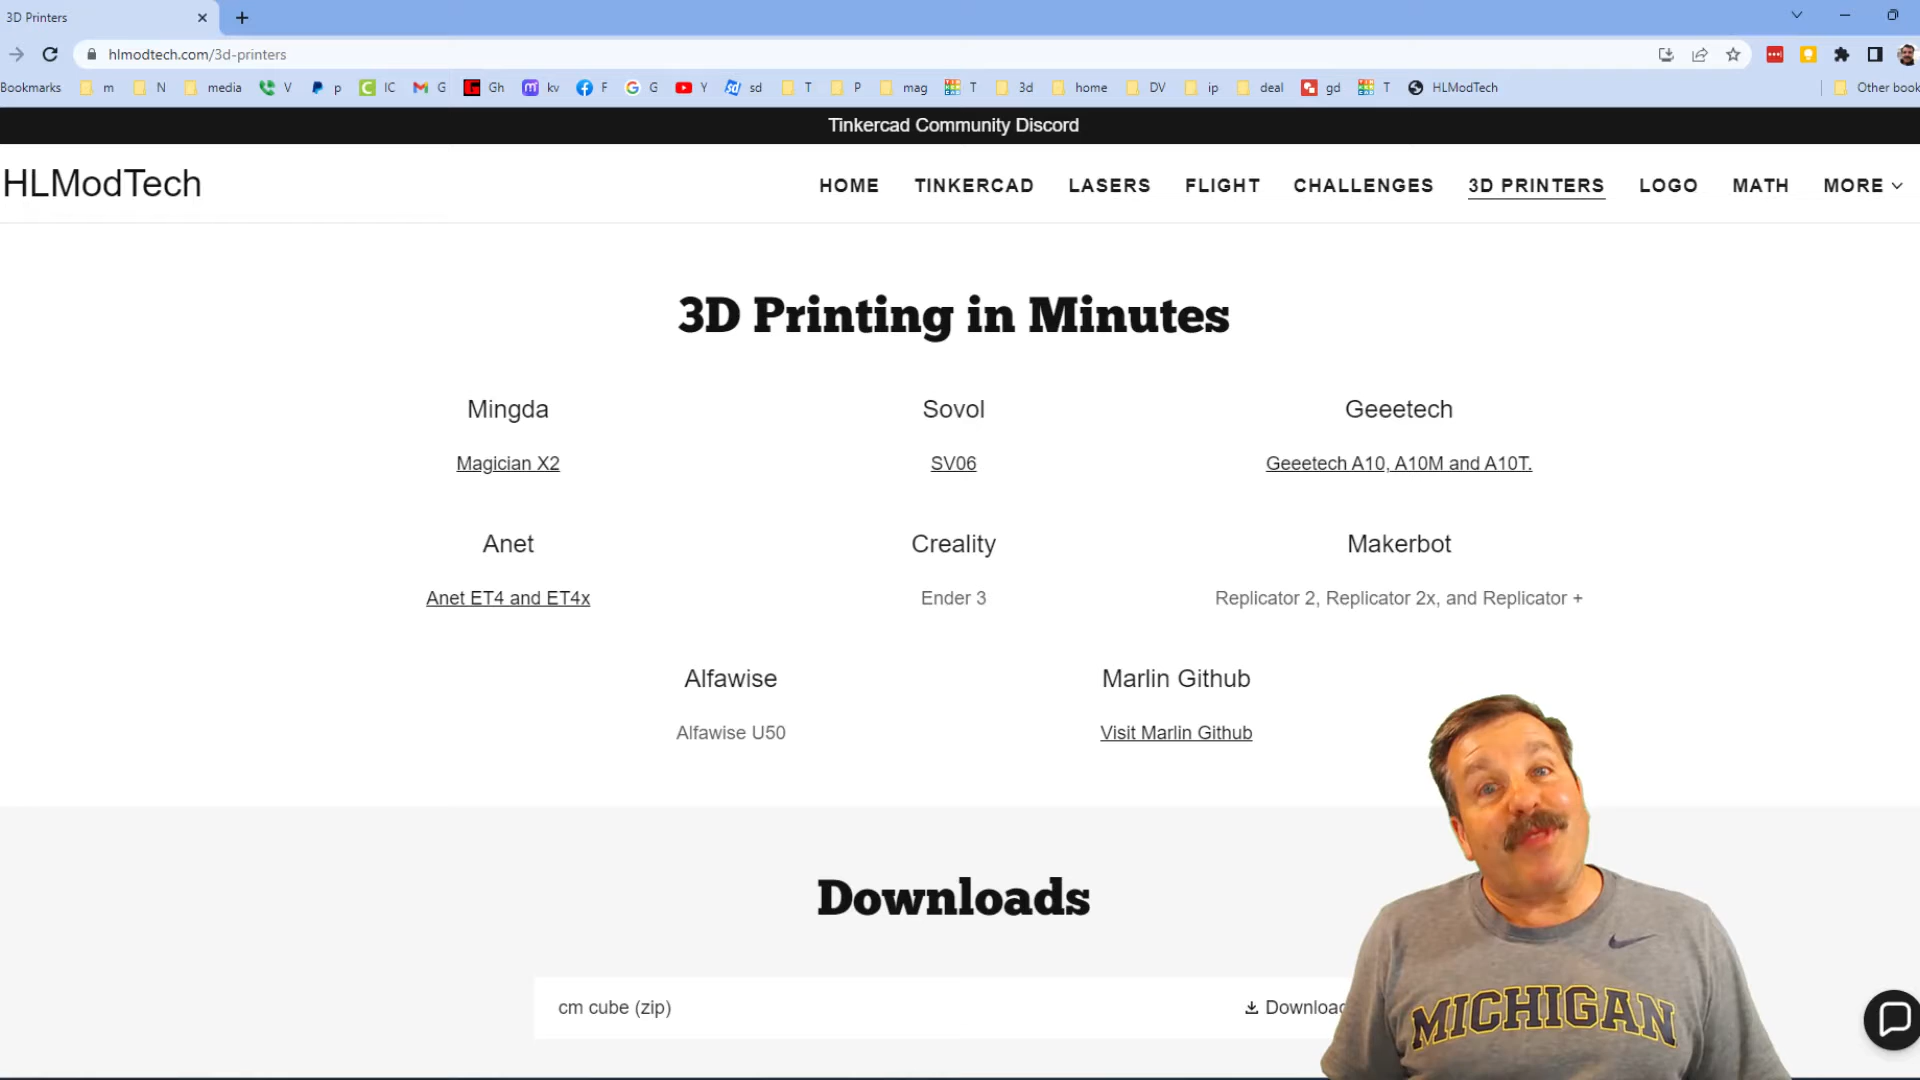 3D Printers
hlmodtech.com/3d-printers
Bookmarks m N media V p IC G Gh kv F G Y sd T P mag T 3d home DV ip deal gd T HLModTech Other book
Tinkercad Community Discord
HLModTech
HOME TINKERCAD LASERS FLIGHT CHALLENGES 3D PRINTERS LOGO MATH MORE
3D Printing in Minutes
Mingda Sovol Geeetech
Magician X2 SV06 Geeetech A10, A10M and A10T.
Anet Creality Makerbot
Anet ET4 and ET4x Ender 3 Replicator 2, Replicator 2x, and Replicator +
Alfawise Marlin Github
Alfawise U50 Visit Marlin Github
Downloads
cm cube (zip) Download
MICHIGAN